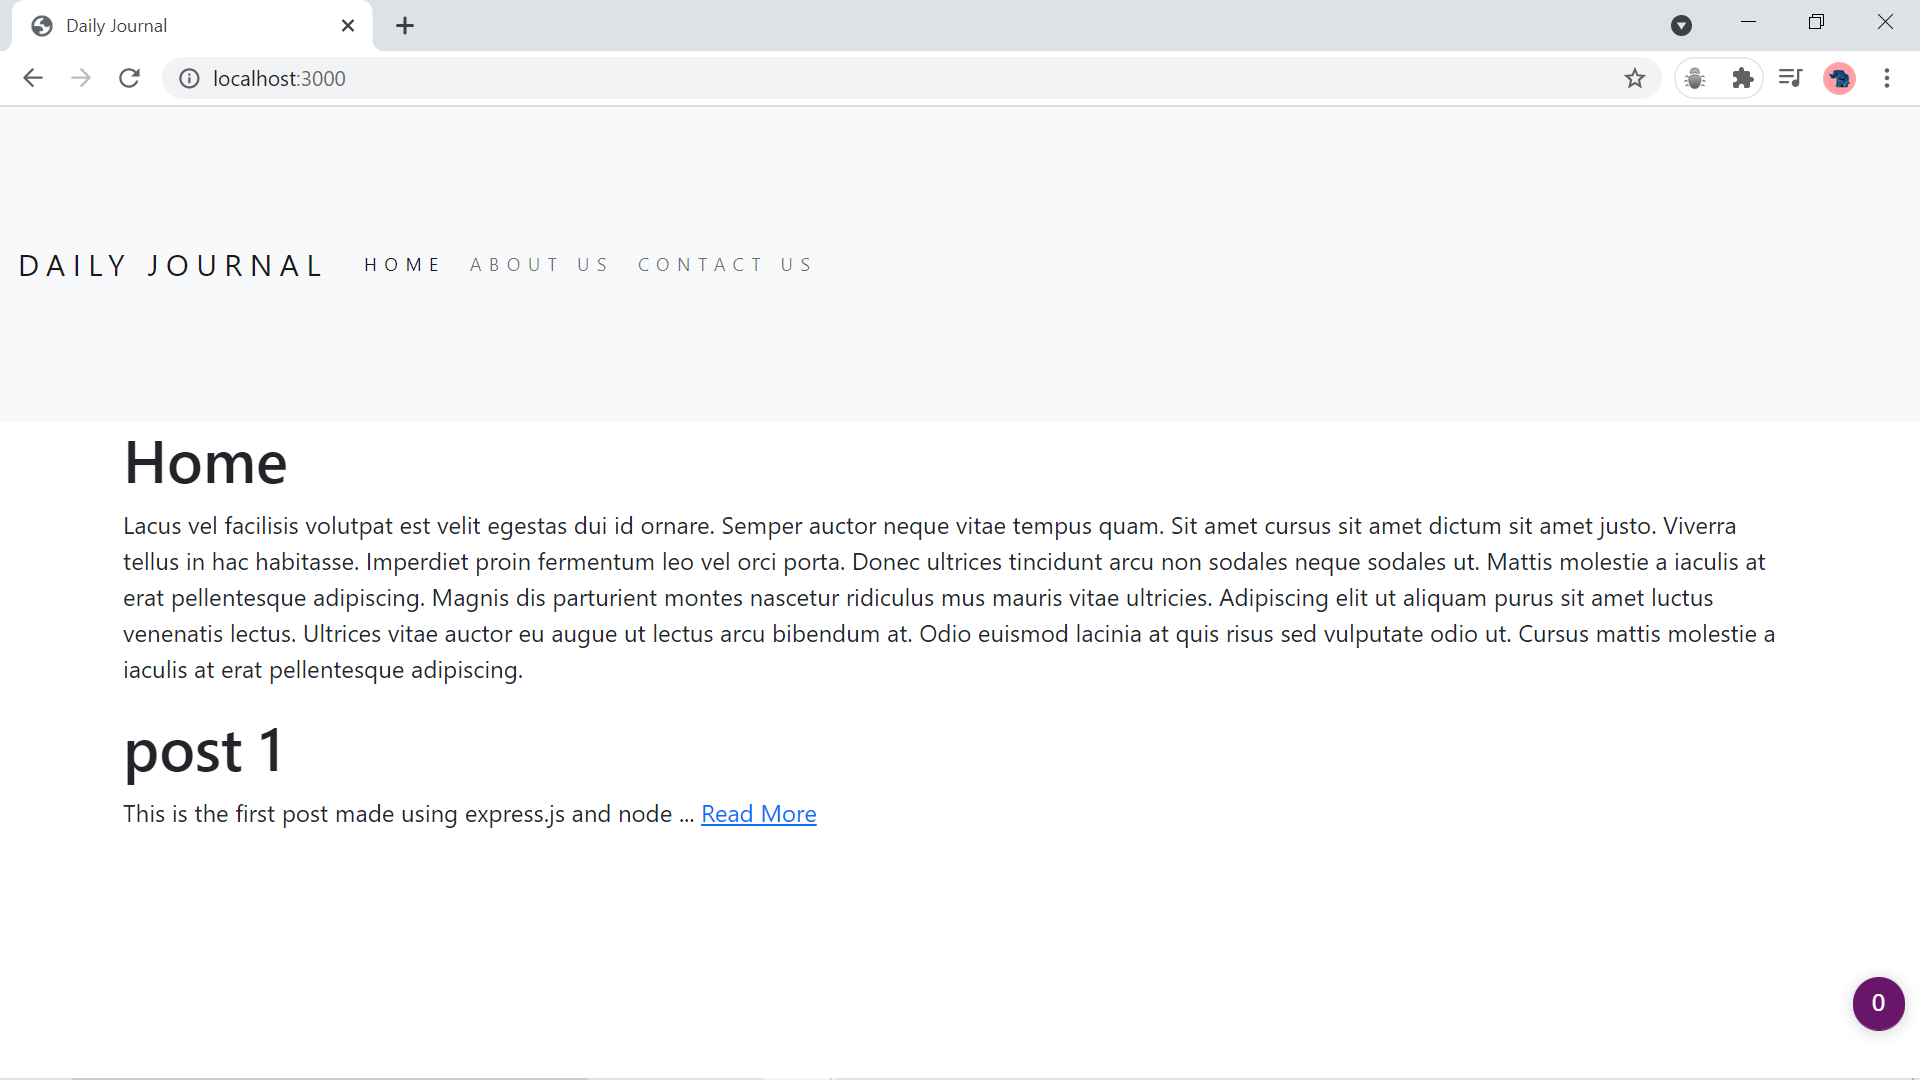 Daily Journal
localhost:3000
DAILY JOURNAL HOME ABOUT US CONTACT US
Home
Lacus vel facilisis volutpat est velit egestas dui id ornare. Semper auctor neque vitae tempus quam. Sit amet cursus sit amet dictum sit amet justo. Viverra
tellus in hac habitasse. Imperdiet proin fermentum leo vel orci porta. Donec ultrices tincidunt arcu non sodales neque sodales ut. Mattis molestie a iaculis at
erat pellentesque adipiscing. Magnis dis parturient montes nascetur ridiculus mus mauris vitae ultricies. Adipiscing elit ut aliquam purus sit amet luctus
venenatis lectus. Ultrices vitae auctor eu augue ut lectus arcu bibendum at. Odio euismod lacinia at quis risus sed vulputate odio ut. Cursus mattis molestie a
iaculis at erat pellentesque adipiscing.
post 1
This is the first post made using express.js and node ... Read More
0